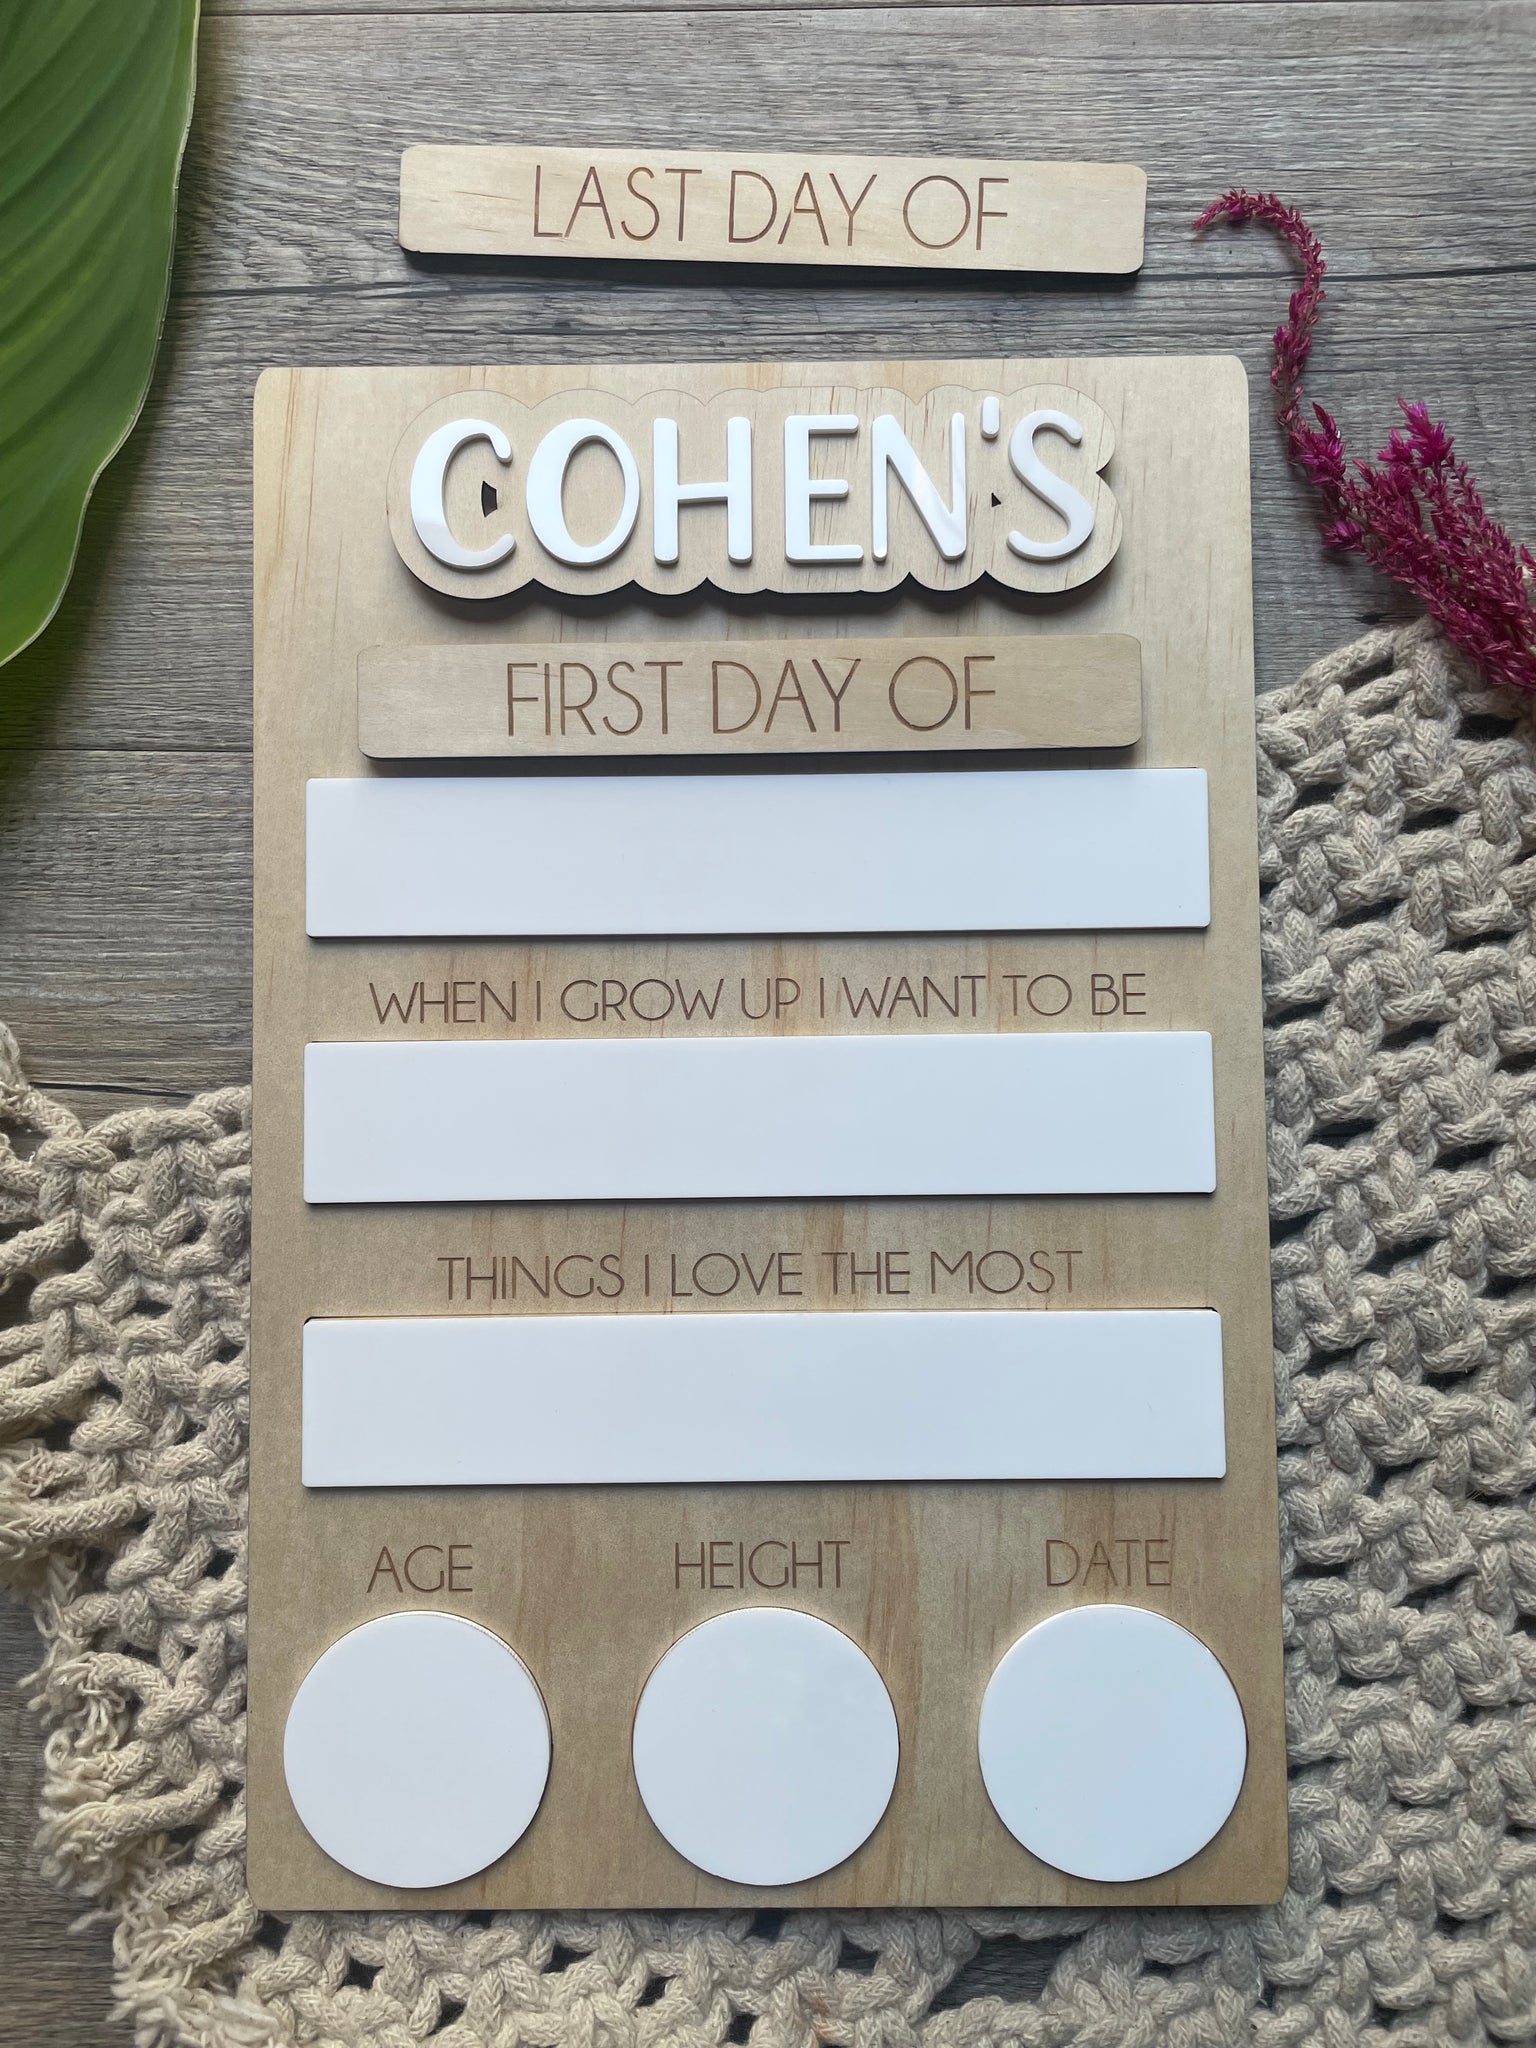 LAST DAY OF
COHEN'S
FIRST DAY OF
WHEN I GROW UP I WANT TO BE
THINGS I LOVE THE MOST
AGE HEIGHT DATE